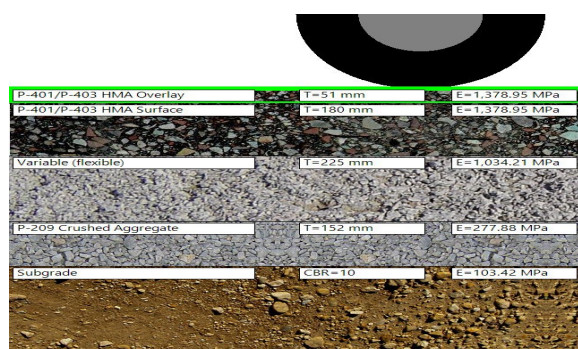 P-401/P-403 HMA Overlay T=51 mm E=1,378.95 MPa
P-401/P-403 HMA Surface T=180 mm E=1,378.95 MPa
Variable (flexible) T=225 mm E=1,034.21 MPa
P-209 Crushed Aggregate T=152 mm E=277.88 MPa
Subgrade CBR=10 E=103.42 MPa